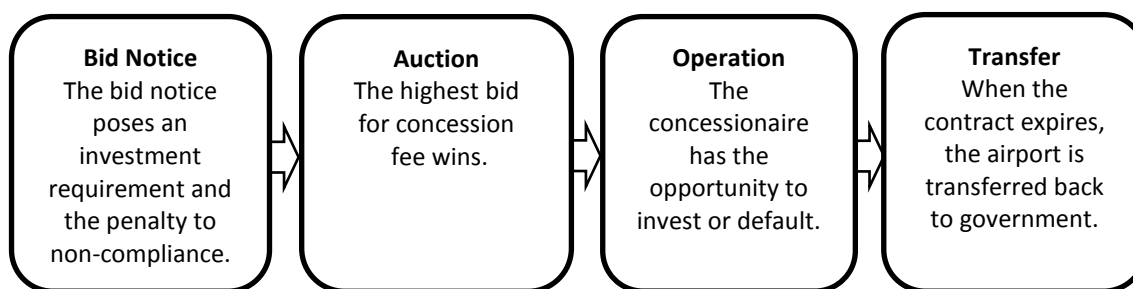 Bid Notice
The bid notice
poses an
investment
requirement and
the penalty to
non-compliance.
Auction
The highest bid
for concession
fee wins.
Operation
The
concessionaire
has the
opportunity to
invest or default.
Transfer
When the
contract expires,
the airport is
transferred back
to government.